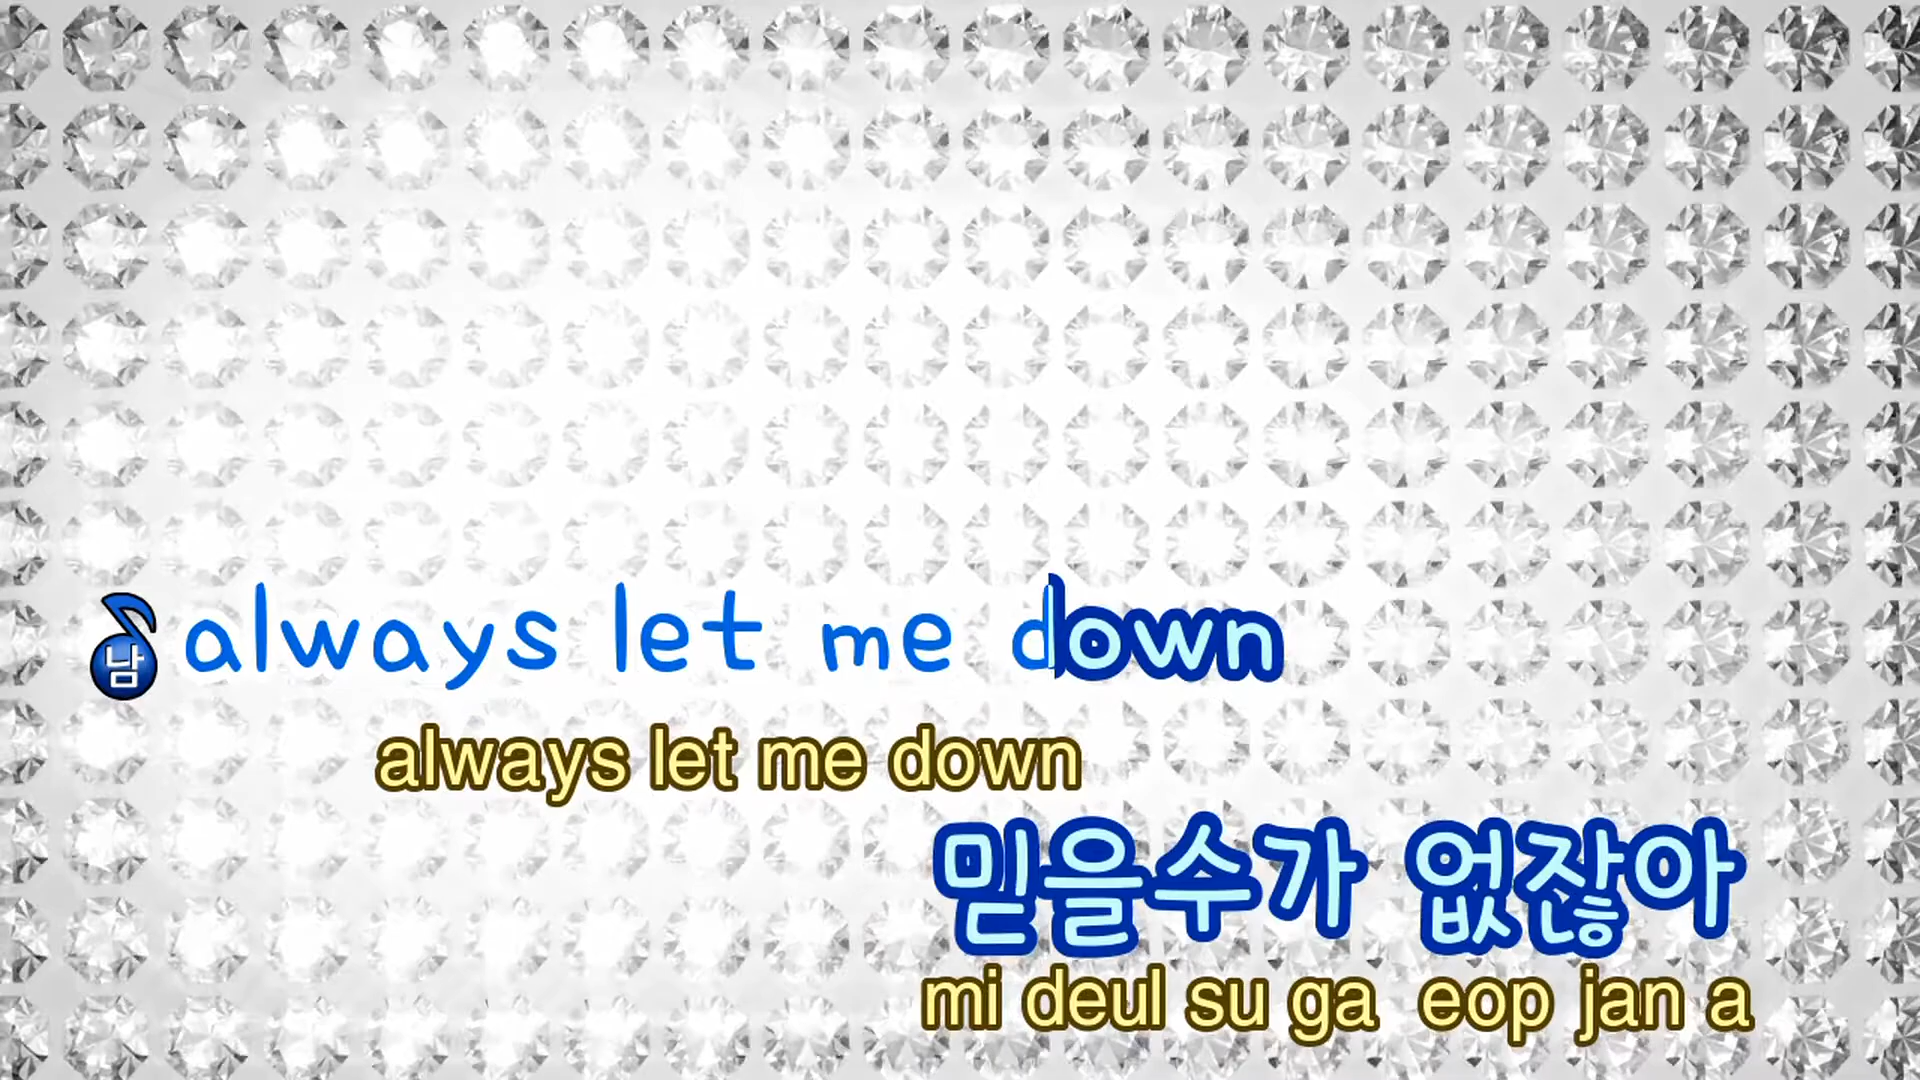 남 always let me down
always let me down
믿을수가 없잖아
mi deul su ga eop jan a